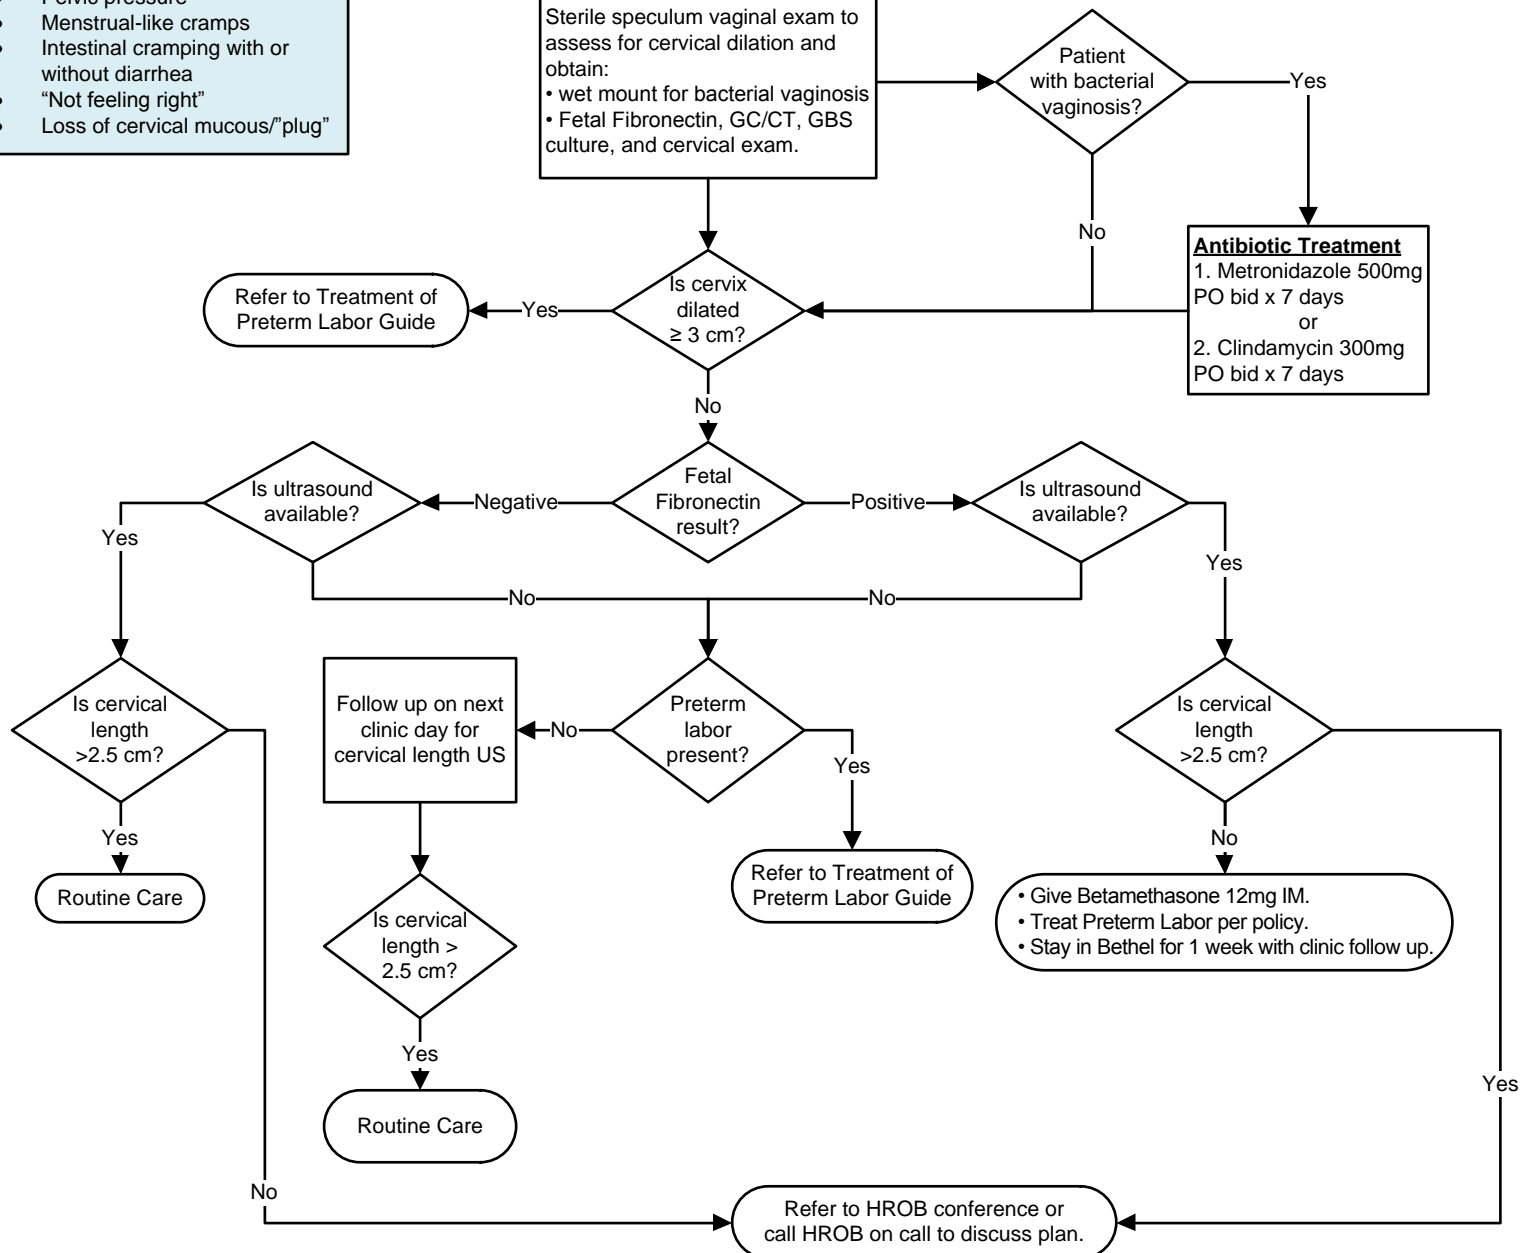 • Pelvic pressure
• Menstrual-like cramps
• Intestinal cramping with or
without diarrhea
• “Not feeling right”
• Loss of cervical mucous/”plug”
Sterile speculum vaginal exam to
assess for cervical dilation and
obtain:
• wet mount for bacterial vaginosis
• Fetal Fibronectin, GC/CT, GBS
culture, and cervical exam.
Patient
with bacterial
vaginosis?
Yes
No
Antibiotic Treatment
1. Metronidazole 500mg
PO bid x 7 days
or
2. Clindamycin 300mg
PO bid x 7 days
Is cervix
dilated
≥ 3 cm?
Yes
Refer to Treatment of
Preterm Labor Guide
No
Fetal
Fibronectin
result?
Negative
Positive
Is ultrasound
available?
Is ultrasound
available?
Yes
Yes
No
No
Is cervical
length
>2.5 cm?
Follow up on next
clinic day for
cervical length US
No
Preterm
labor
present?
Yes
Is cervical
length
>2.5 cm?
Yes
No
Routine Care
Is cervical
length >
2.5 cm?
Refer to Treatment of
Preterm Labor Guide
• Give Betamethasone 12mg IM.
• Treat Preterm Labor per policy.
• Stay in Bethel for 1 week with clinic follow up.
Yes
Routine Care
Yes
No
Refer to HROB conference or
call HROB on call to discuss plan.